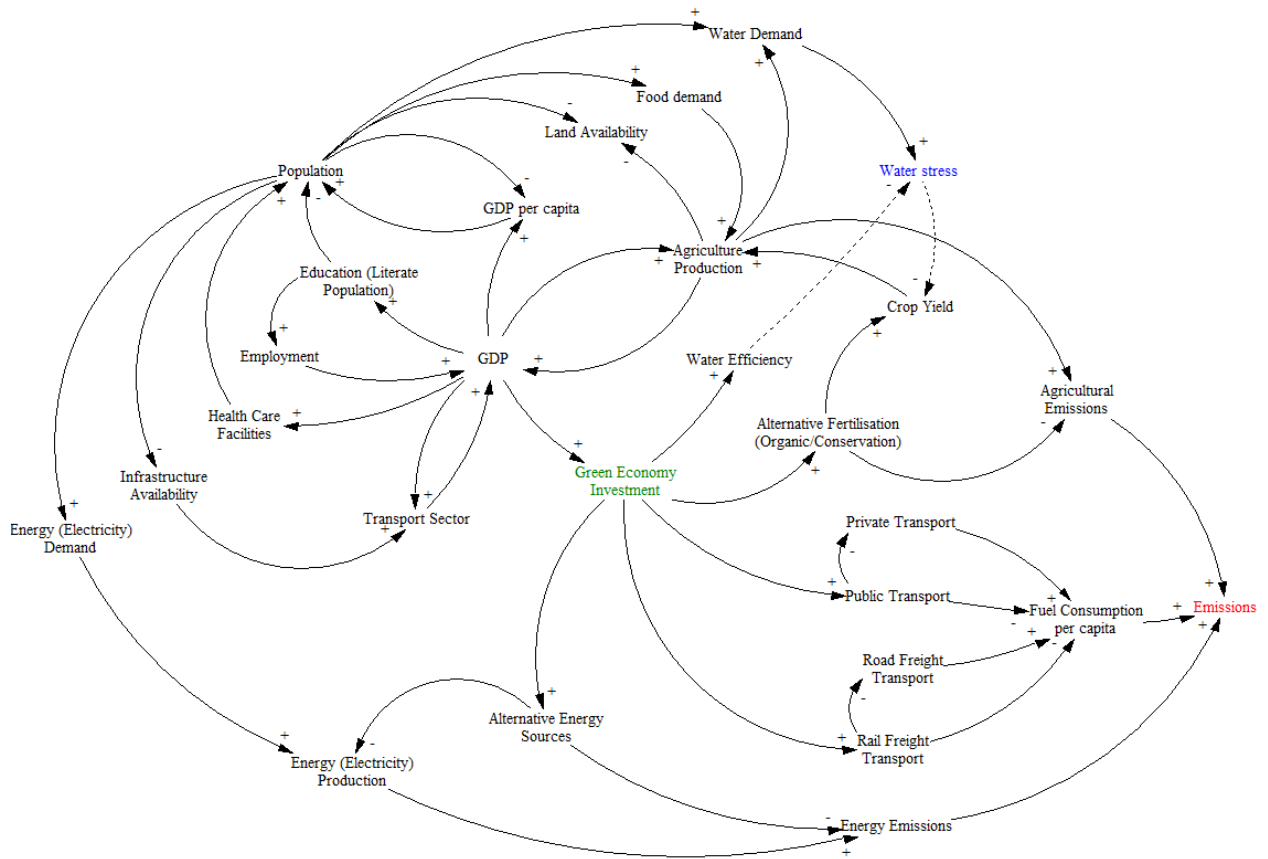 Water Demand
Food demand
Land Availability
Population
Water stress
GDP per capita
Agriculture
Production
Education (Literate
Population)
Crop Yield
Employment
GDP
Water Efficiency
Agricultural
Emissions
Health Care
Facilities
Alternative Fertilisation
(Organic/Conservation)
Infrastructure
Availability
Green Economy
Investment
Energy (Electricity)
Demand
Transport Sector
Private Transport
Public Transport
Fuel Consumption
per capita
Emissions
Road Freight
Transport
Alternative Energy
Sources
Rail Freight
Transport
Energy (Electricity)
Production
Energy Emissions